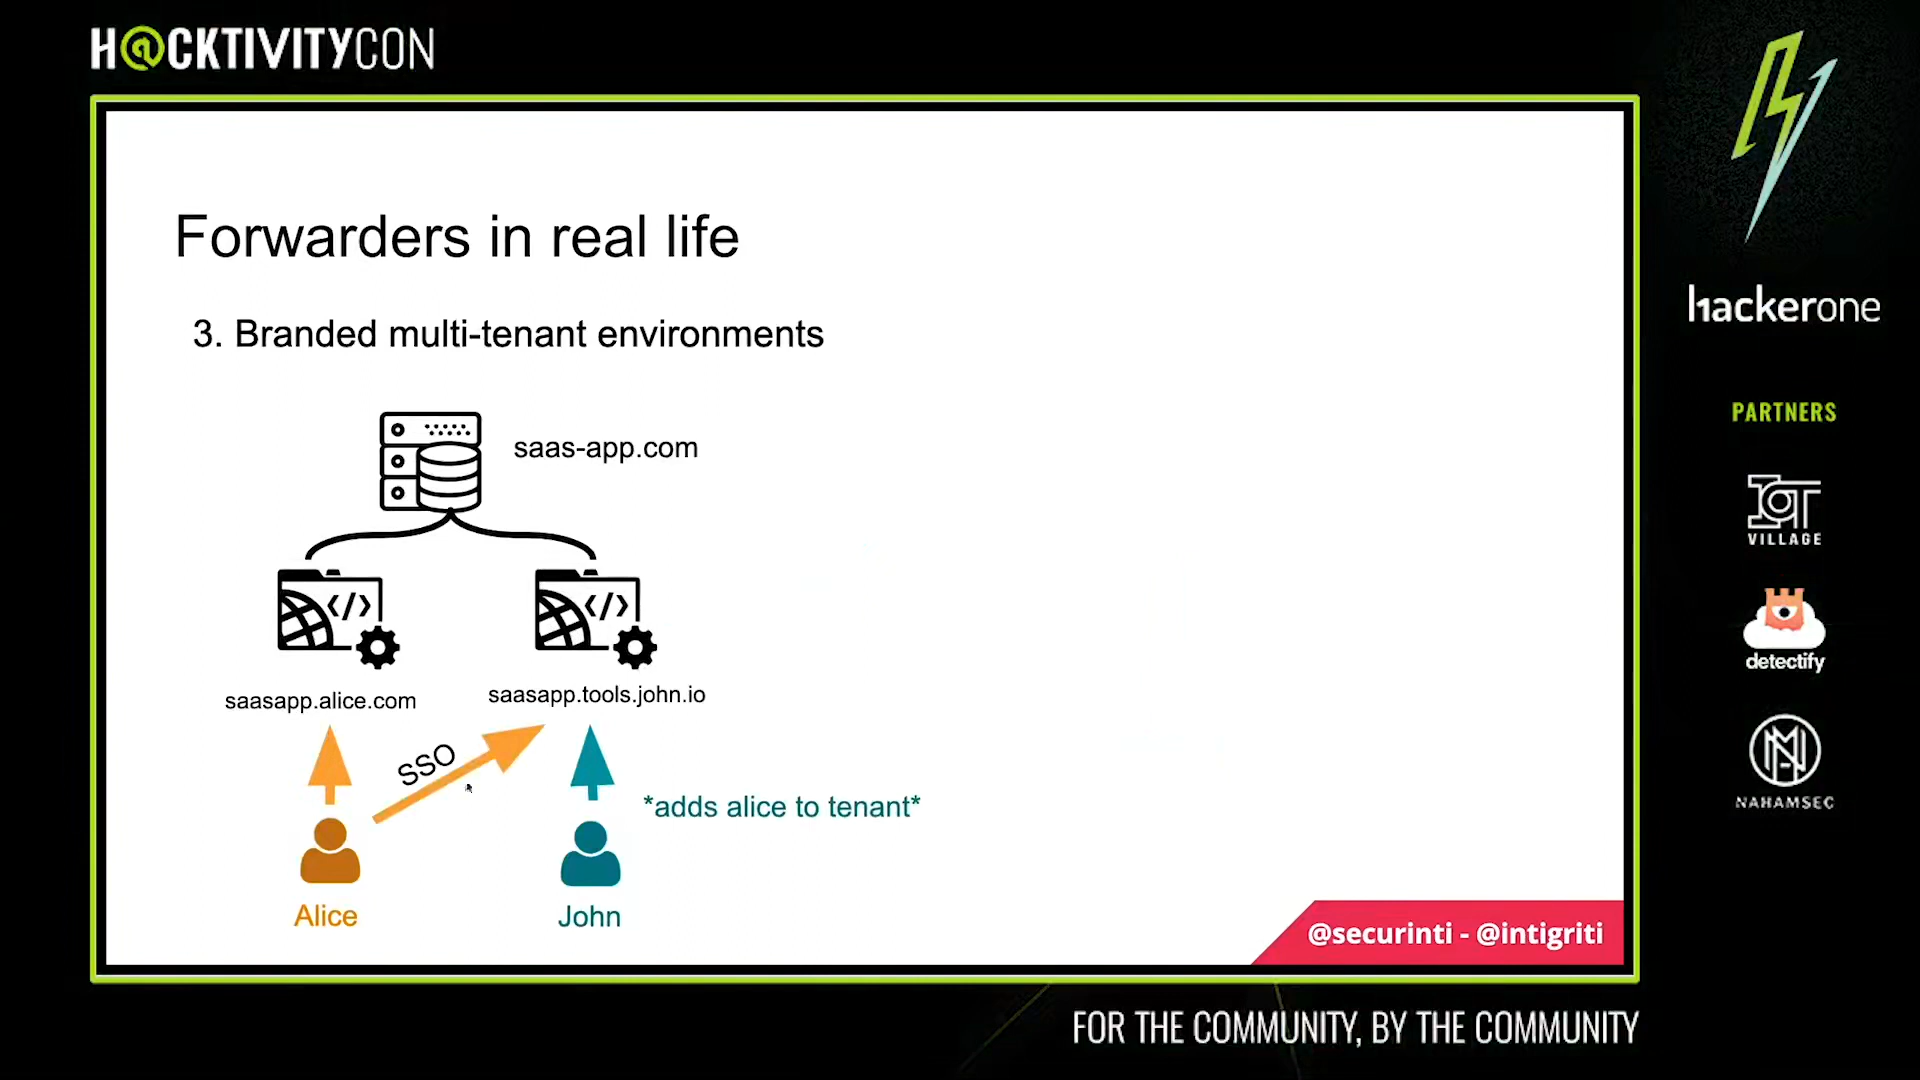 H@CKTIVITYCON
Forwarders in real life
3. Branded multi-tenant environments
saas-app.com
</>
</>
saasapp.alice.com
saasapp.tools.john.io
SSO
*adds alice to tenant*
Alice
John
@securinti - @intigriti
hackerone
PARTNERS
IOT
VILLAGE
detectify
NAHAMSEC
FOR THE COMMUNITY, BY THE COMMUNITY